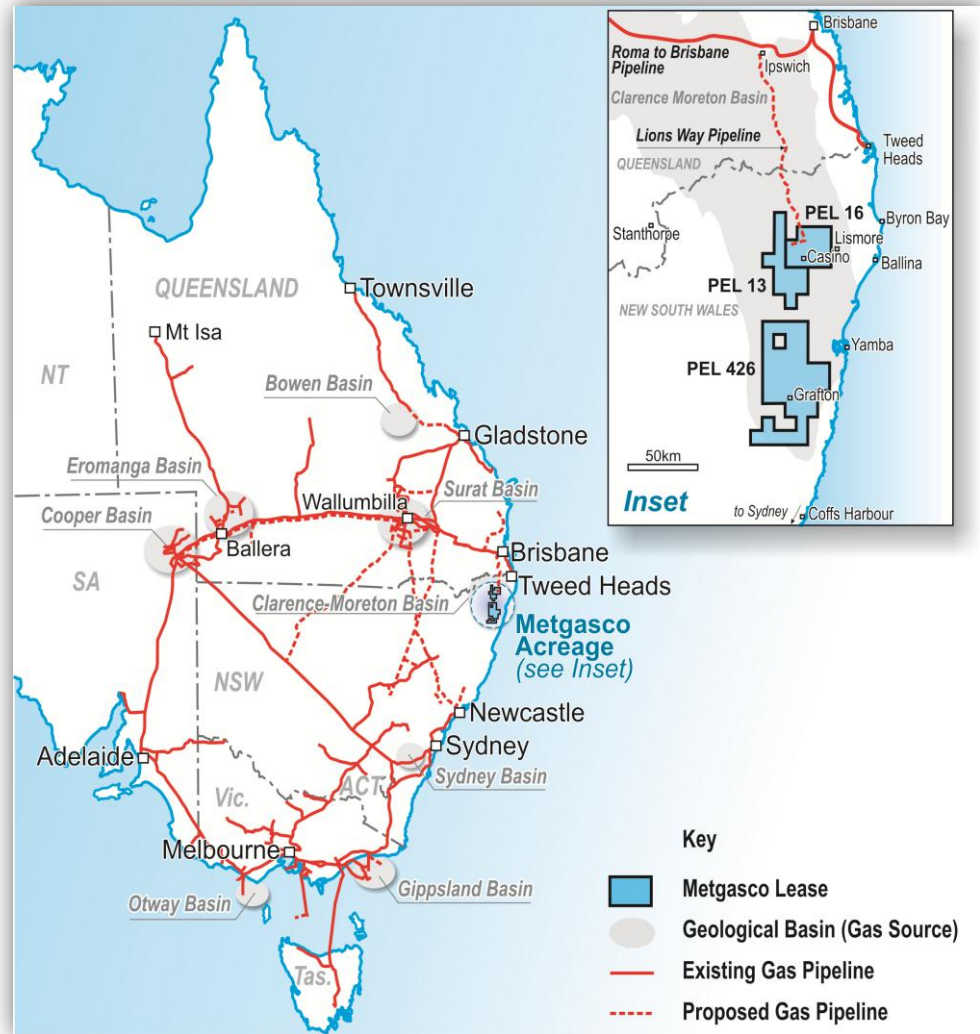 QUEENSLAND
Townsville
Mt Isa
NT
Bowen Basin
Gladstone
Eromanga Basin
Wallumbilla
Surat Basin
Cooper Basin
Ballera
Brisbane
SA
Tweed Heads
Clarence-Moreton Basin
Metgasco
Acreage
(see Inset)
NSW
Newcastle
Sydney
Adelaide
Sydney Basin
ACT
Vic.
Melbourne
Gippsland Basin
Otway Basin
Tas.
Brisbane
Roma to Brisbane
Pipeline
Ipswich
Clarence Moreton Basin
Lions Way Pipeline
Tweed
Heads
QUEENSLAND
PEL 16
Byron Bay
Stanthorpe
Lismore
Casino
Ballina
PEL 13
NEW SOUTH WALES
Yamba
PEL 426
Grafton
50km
Inset
to Sydney
Coffs Harbour
Key
Metgasco Lease
Geological Basin (Gas Source)
Existing Gas Pipeline
Proposed Gas Pipeline